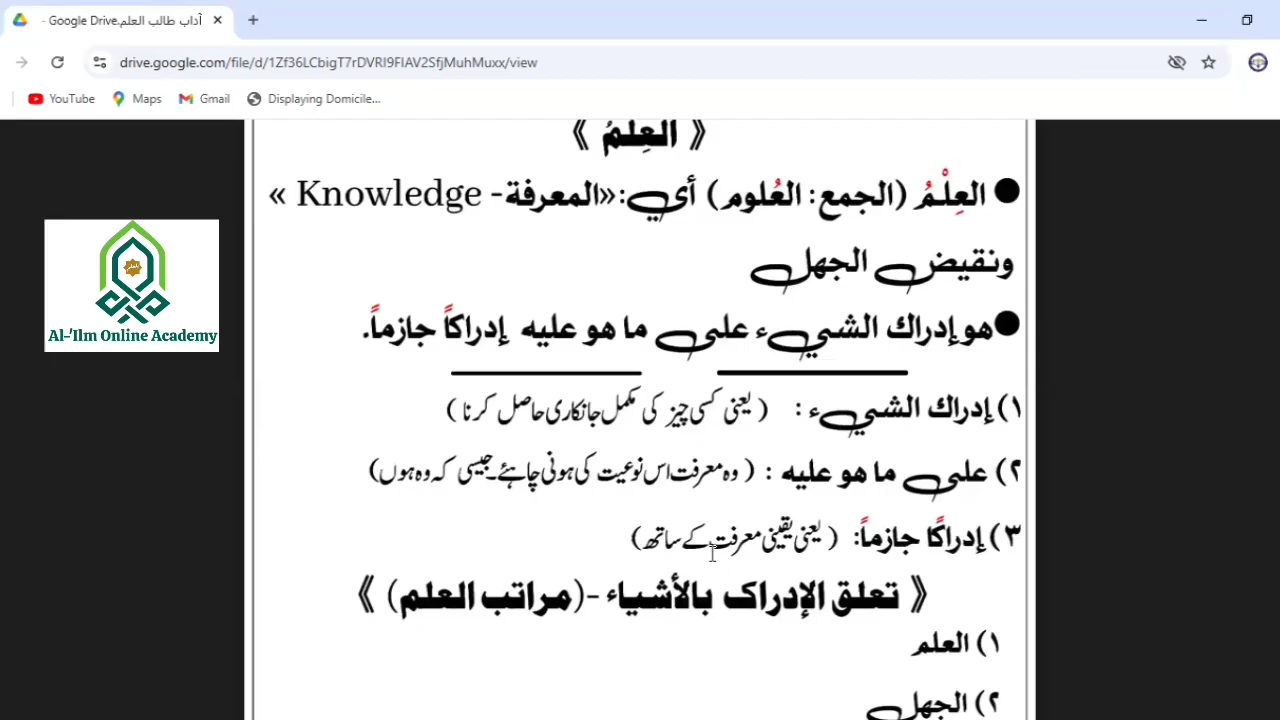 آداب طالب العلم.Google Drive -
drive.google.com/file/d/1Zf36LCbigT7rDVRI9FIAV2SfjMuhMuxx/view
YouTube Maps Gmail Displaying Domicile...
《 العِلمُ 》
● العِلْمُ (الجمع: العُلوم) أي:«المعرفة- Knowledge »
ونقيض الجهل
●هو إدراك الشيء على ما هو عليه إدراكاً جازماً.
١) إدراك الشيء : (یعنی کسی چیز کی مکمل جانکاری حاصل کرنا)
٢) على ما هو عليه : (وہ معرفت اس نوعیت کی ہونی چاہئے۔ جیسی کہ وہ ہوں)
٣) إدراكًا جازماً: (یعنی یقینی معرفت کے ساتھ)
《 تعلق الإدراك بالأشياء -(مراتب العلم) 》
١) العلم
٢) الجهل
Al-'Ilm Online Academy